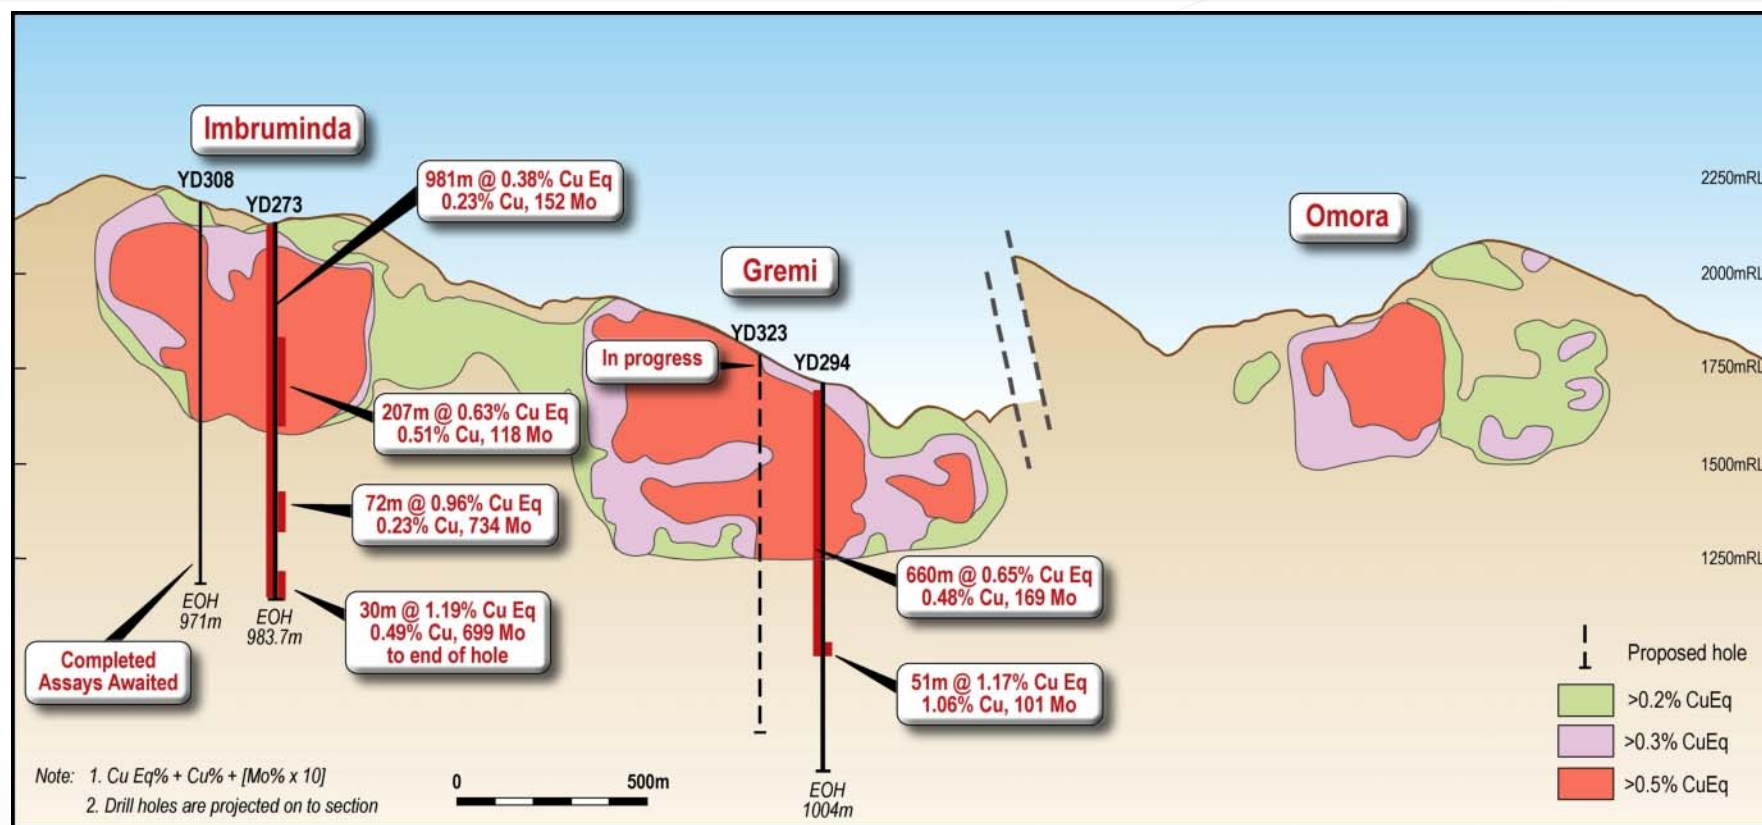 Imbruminda
YD308
YD273
981m @ 0.38% Cu Eq
0.23% Cu, 152 Mo
2250mRL
Omora
2000mRL
Gremi
YD323
In progress
YD294
1750mRL
207m @ 0.63% Cu Eq
0.51% Cu, 118 Mo
1500mRL
72m @ 0.96% Cu Eq
0.23% Cu, 734 Mo
1250mRL
660m @ 0.65% Cu Eq
0.48% Cu, 169 Mo
EOH
971m
EOH
983.7m
30m @ 1.19% Cu Eq
0.49% Cu, 699 Mo
to end of hole
Completed
Assays Awaited
51m @ 1.17% Cu Eq
1.06% Cu, 101 Mo
Proposed hole
>0.2% CuEq
>0.3% CuEq
>0.5% CuEq
Note: 1. Cu Eq% + Cu% + [Mo% x 10]
2. Drill holes are projected on to section
0 500m
EOH
1004m